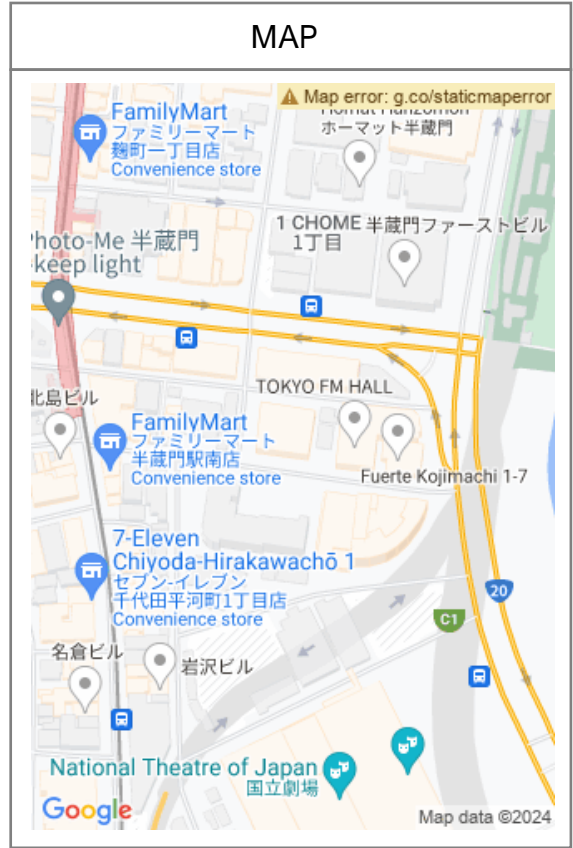 MAP
⚠ Map error: g.co/staticmaperror
FamilyMart
ファミリーマート
麹町一丁目店
Convenience store
ホーマット半蔵門
1 CHOME
1丁目
半蔵門ファーストビル
Photo-Me 半蔵門
keep light
TOKYO FM HALL
北島ビル
FamilyMart
ファミリーマート
半蔵門駅南店
Convenience store
Fuerte Kojimachi 1-7
7-Eleven
Chiyoda-Hirakawachō 1
セブン-イレブン
千代田平河町1丁目店
Convenience store
20
C1
名倉ビル
岩沢ビル
National Theatre of Japan
国立劇場
Google
Map data ©2024